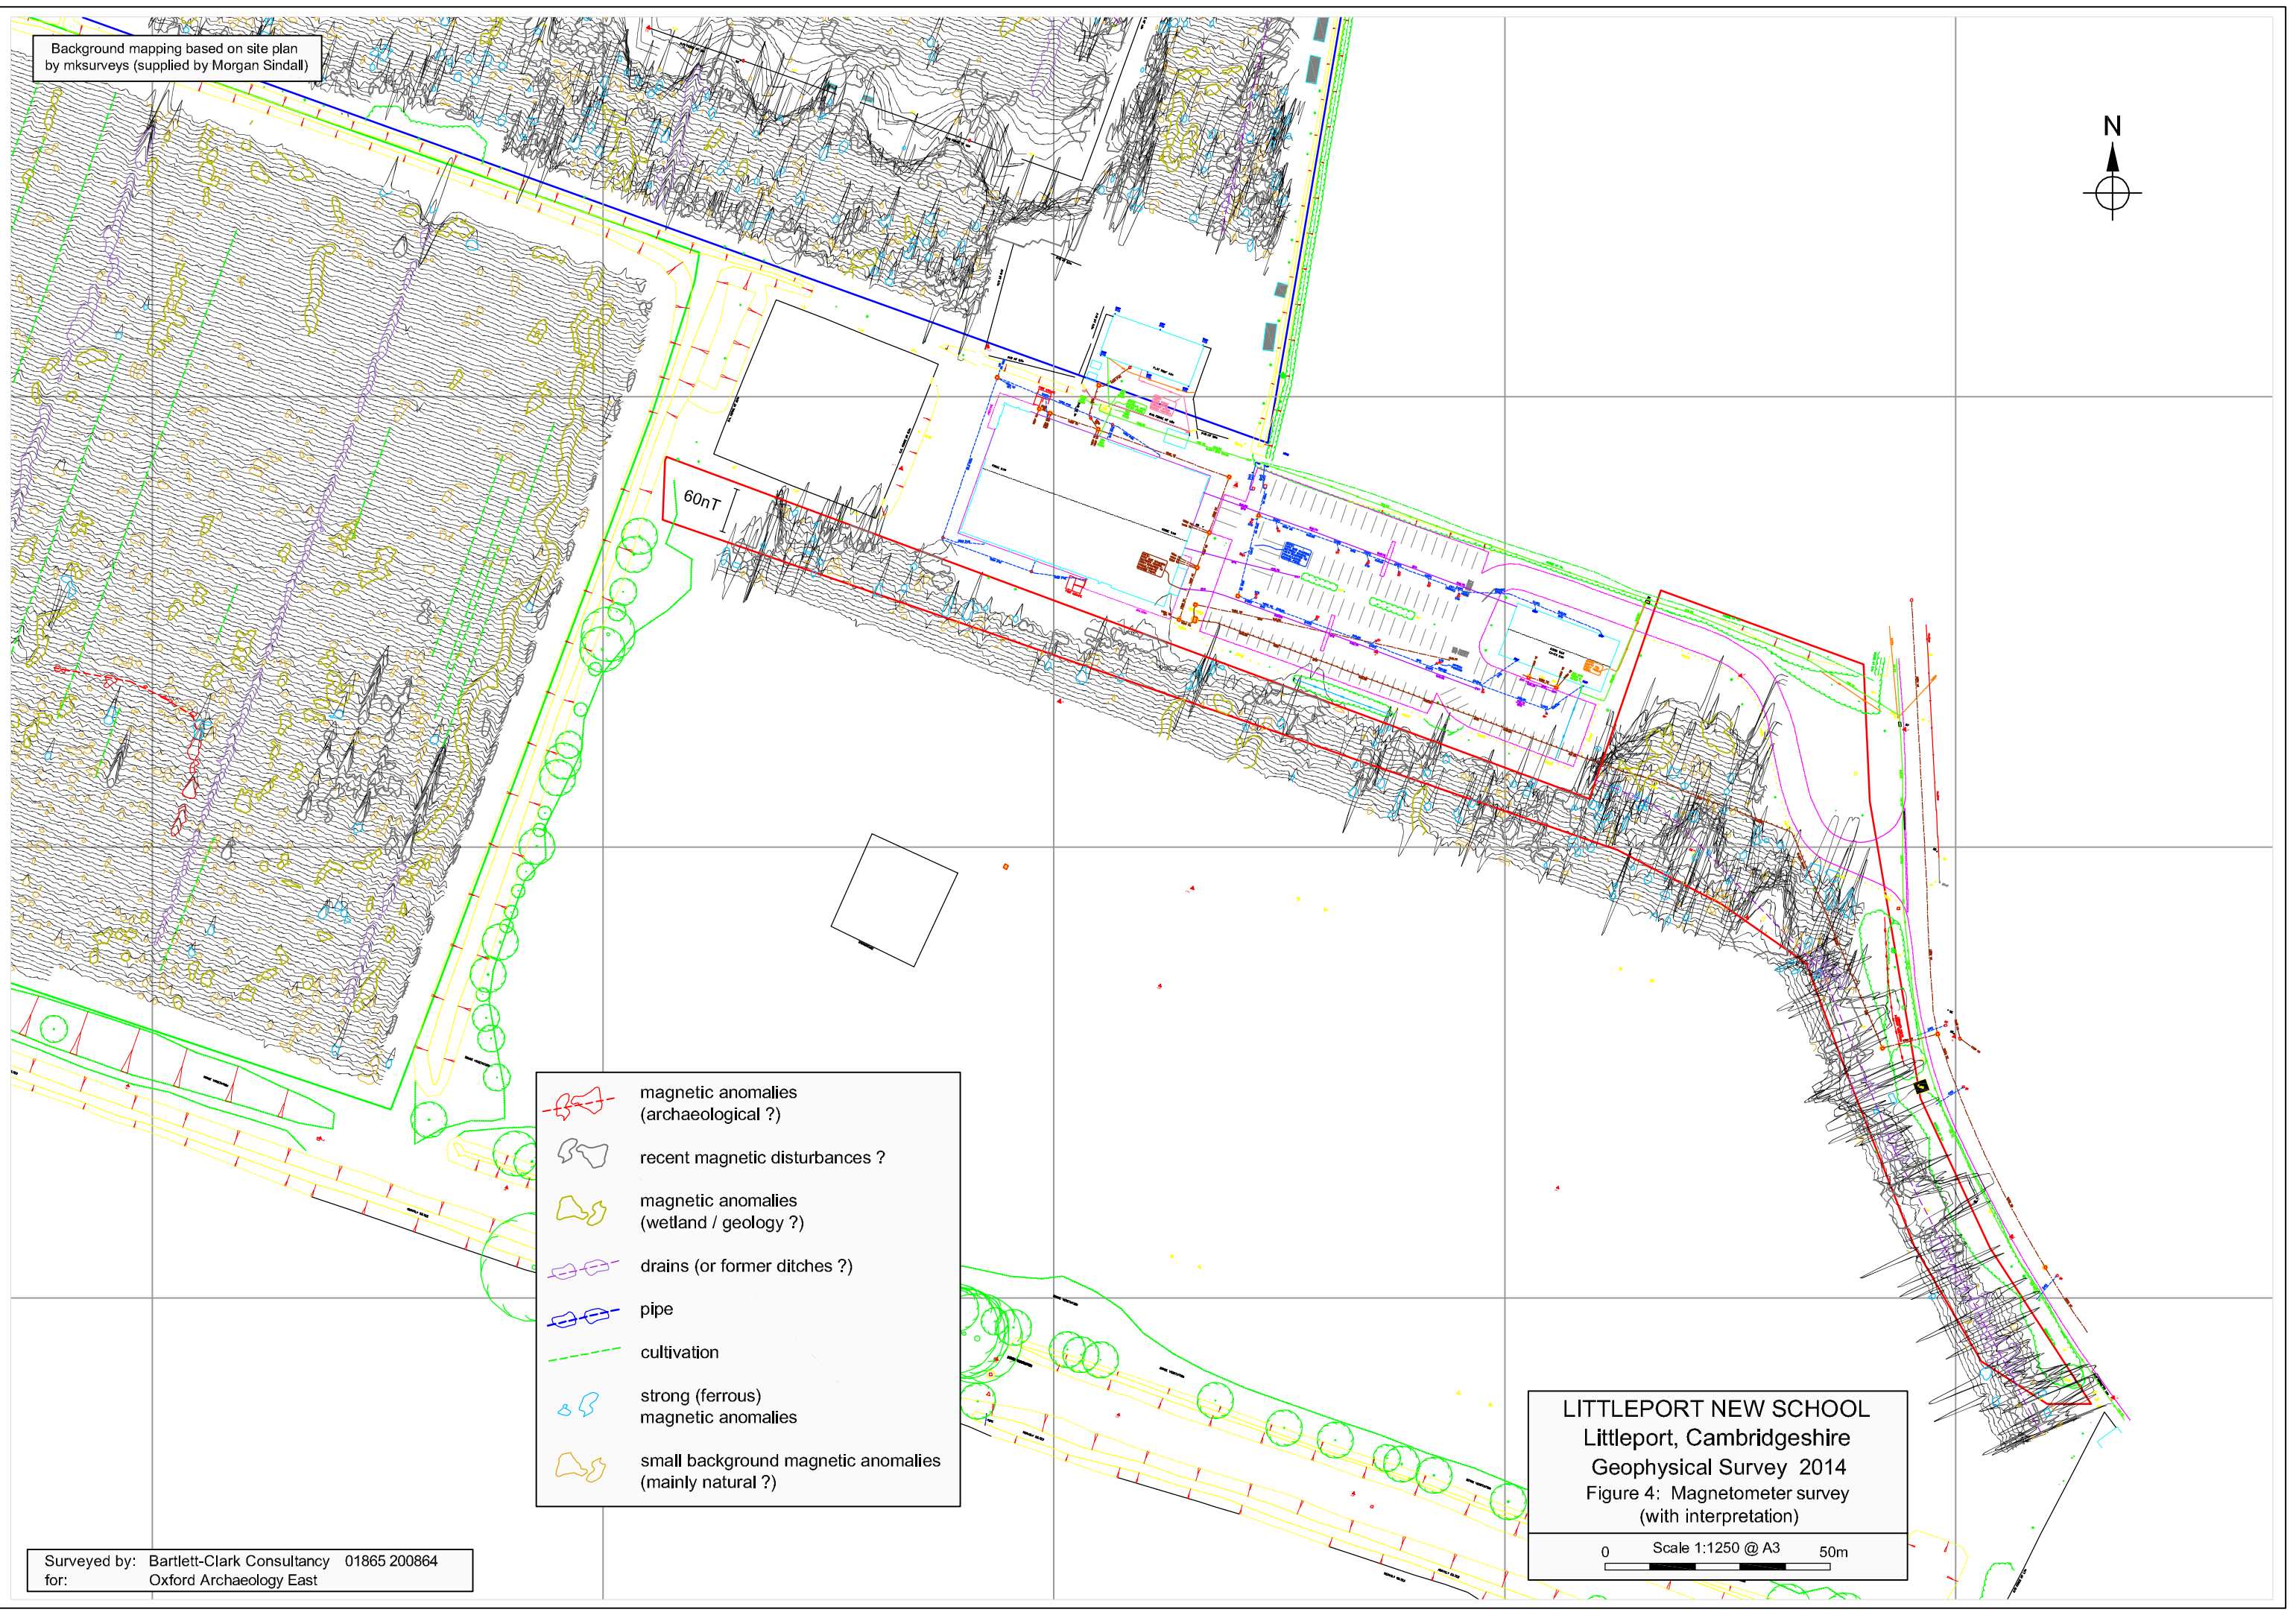 Background mapping based on site plan
by mksurveys (supplied by Morgan Sindall)
N
60nT
magnetic anomalies
(archaeological ?)
recent magnetic disturbances ?
magnetic anomalies
(wetland / geology ?)
drains (or former ditches ?)
pipe
cultivation
strong (ferrous)
magnetic anomalies
small background magnetic anomalies
(mainly natural ?)
LITTLEPORT NEW SCHOOL
Littleport, Cambridgeshire
Geophysical Survey 2014
Figure 4: Magnetometer survey
(with interpretation)
0 Scale 1:1250 @ A3 50m
Surveyed by: Bartlett-Clark Consultancy 01865 200864
for: Oxford Archaeology East